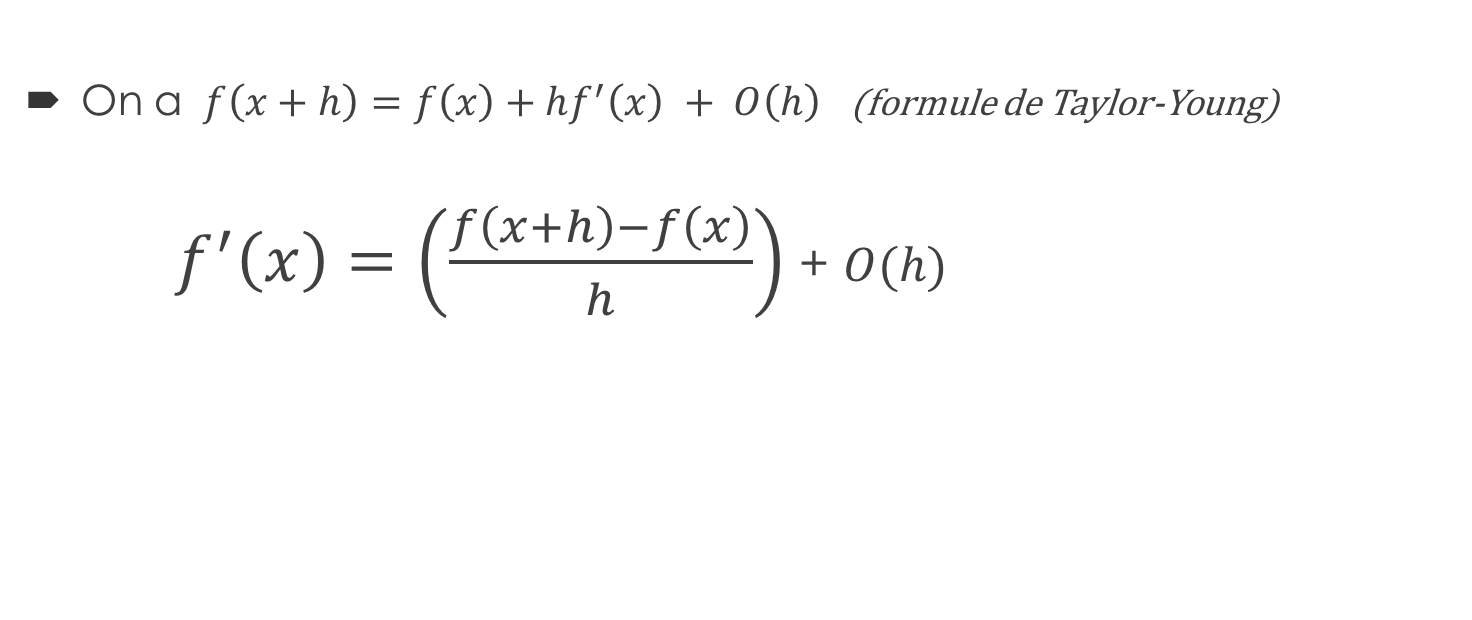 On a f(x + h) = f(x) + hf′(x) + O(h) (formule de Taylor-Young)
f′(x) = (f(x+h)−f(x) / h) + O(h)